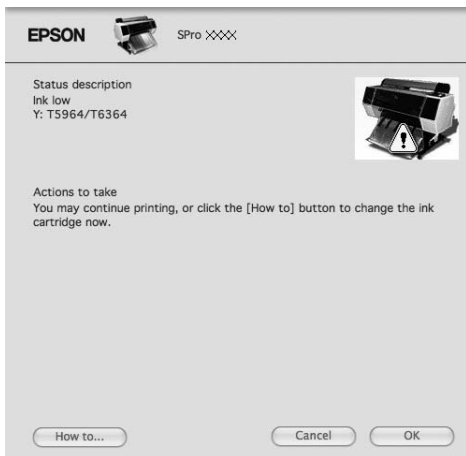 EPSON
SPro XXXX
Status description
Ink low
Y: T5964/T6364
Actions to take
You may continue printing, or click the [How to] button to change the ink
cartridge now.
How to...
Cancel
OK